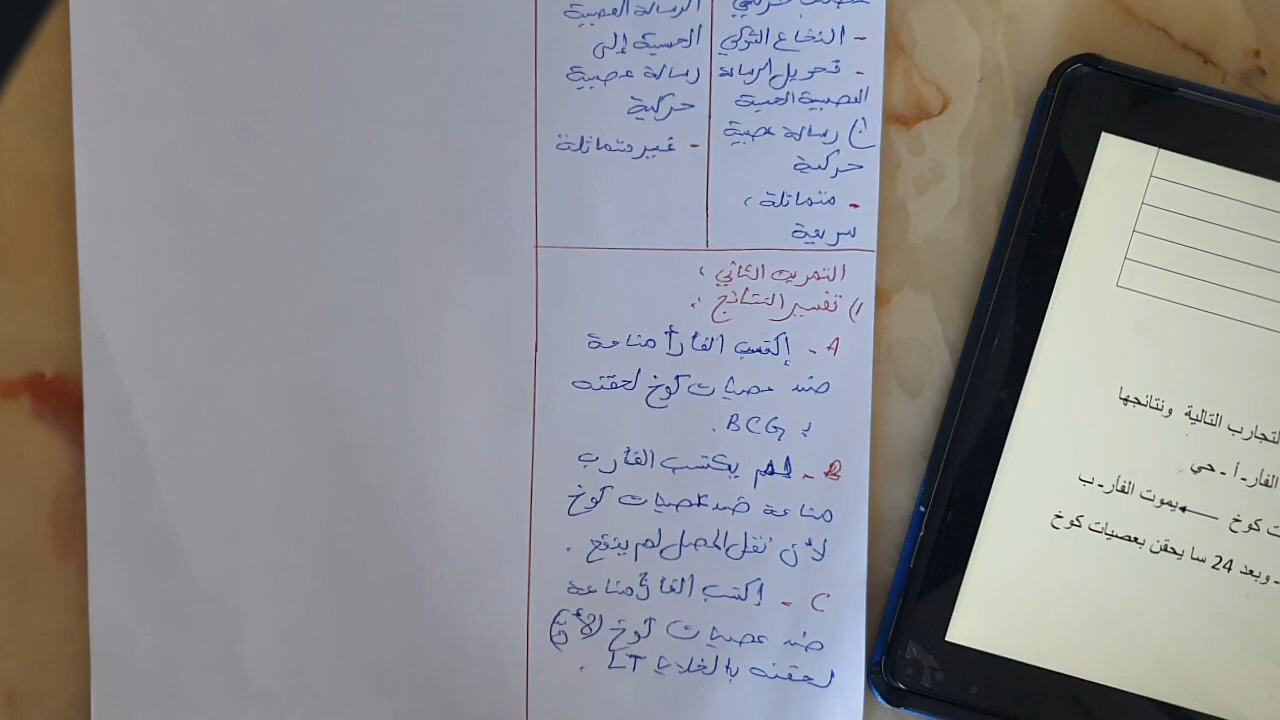 الرسالة العصبية
الحسية إلى
رسالة عصبية
حركية
- غير متماثلة
- النخاع الشوكي
- تحويل الرسالة
العصبية الحسية
إلى رسالة عصبية
حركية
- متماثلة،
سريعة
التمرين الثاني:
1) تفسير النتائج:
A - إكتسب الفأر أ مناعة
ضد عصيات كوخ لحقنه
بـ BCG.
B - لم يكتسب الفأر ب
مناعة ضد عصيات كوخ
لأن نقل المصل لم ينفع.
C - إكتسب الفأر مناعة
ضد عصيات كوخ (لأن)
لحقنه بالخلايا LT.
لتجارب التالية ونتائجها
الفأر- أ - حي
ت كوخ ← يموت الفأر- ب
- وبعد 24 سا يحقن بعصيات كوخ